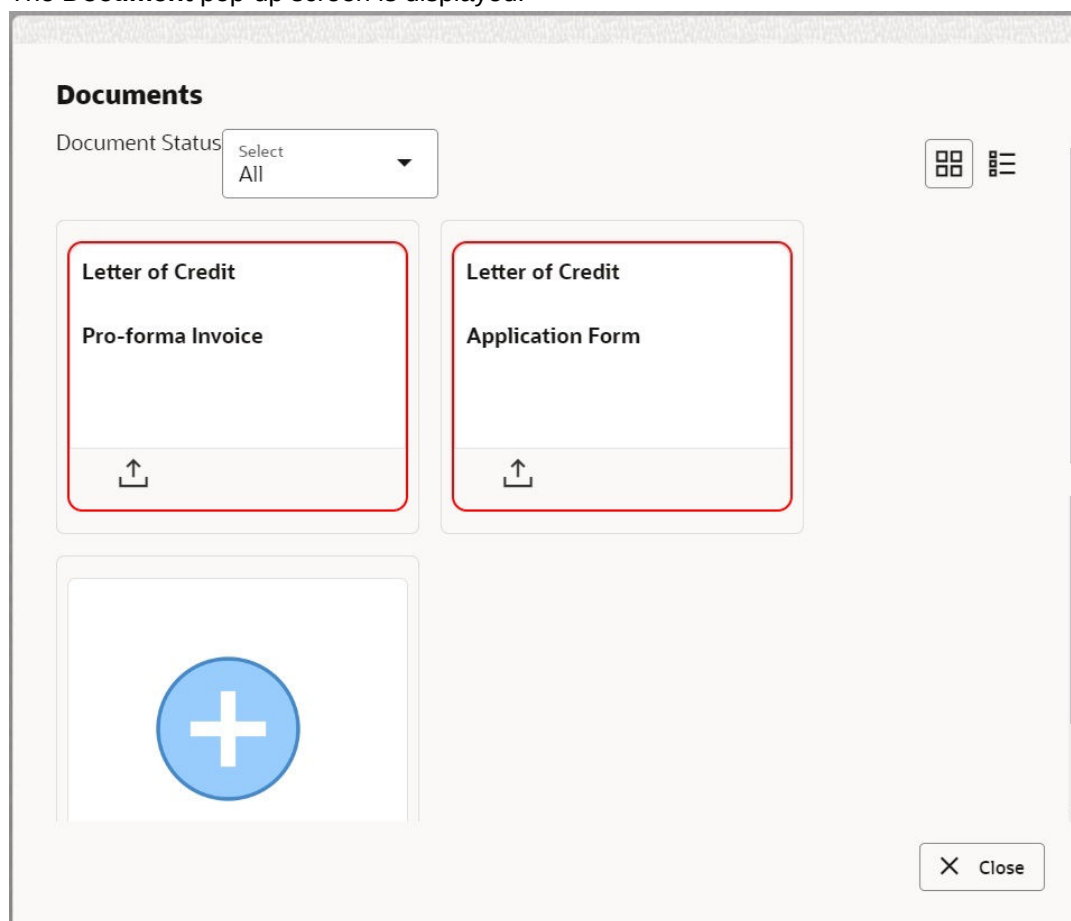 The Document pop-up screen is displayed.
Documents
Document Status
Select
All
Letter of Credit
Pro-forma Invoice
Letter of Credit
Application Form
Close